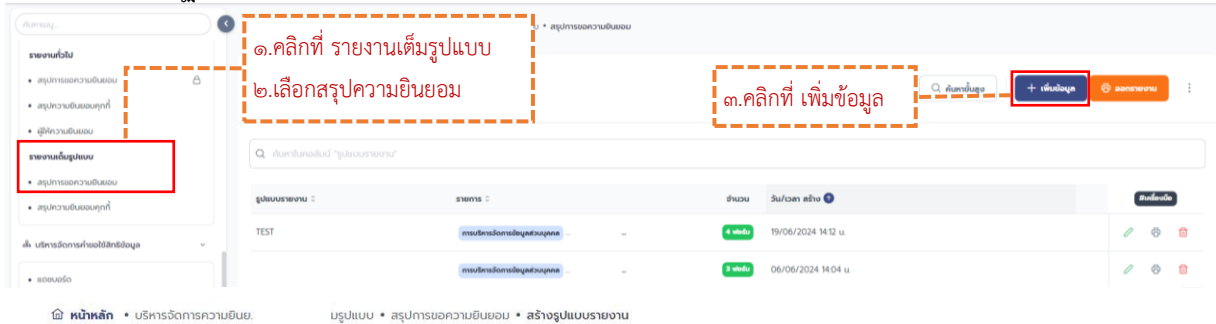 ค้นหาเมนู...
รายงานทั่วไป
• สรุปการขอความยินยอม
• สรุปความยินยอมคุกกี้
• ผู้ให้ความยินยอม
รายงานเต็มรูปแบบ
• สรุปการขอความยินยอม
• สรุปความยินยอมคุกกี้
บริหารจัดการคำขอใช้สิทธิ์ข้อมูล
• แดชบอร์ด
• สรุปการขอความยินยอม
๑.คลิกที่ รายงานเต็มรูปแบบ
๒.เลือกสรุปความยินยอม
๓.คลิกที่ เพิ่มข้อมูล
ค้นหาขั้นสูง
+ เพิ่มข้อมูล
ออกรายงาน
ค้นหาในคอลัมน์ "รูปแบบรายงาน"
รูปแบบรายงาน รายการ จำนวน วัน/เวลา สร้าง
TEST การบริหารจัดการข้อมูลส่วนบุคคล .. .. 4 ฟอร์ม 19/06/2024 14:12 น.
การบริหารจัดการข้อมูลส่วนบุคคล .. .. 3 ฟอร์ม 06/06/2024 14:04 น.
หน้าหลัก • บริหารจัดการความยินย. มรูปแบบ • สรุปการขอความยินยอม • สร้างรูปแบบรายงาน